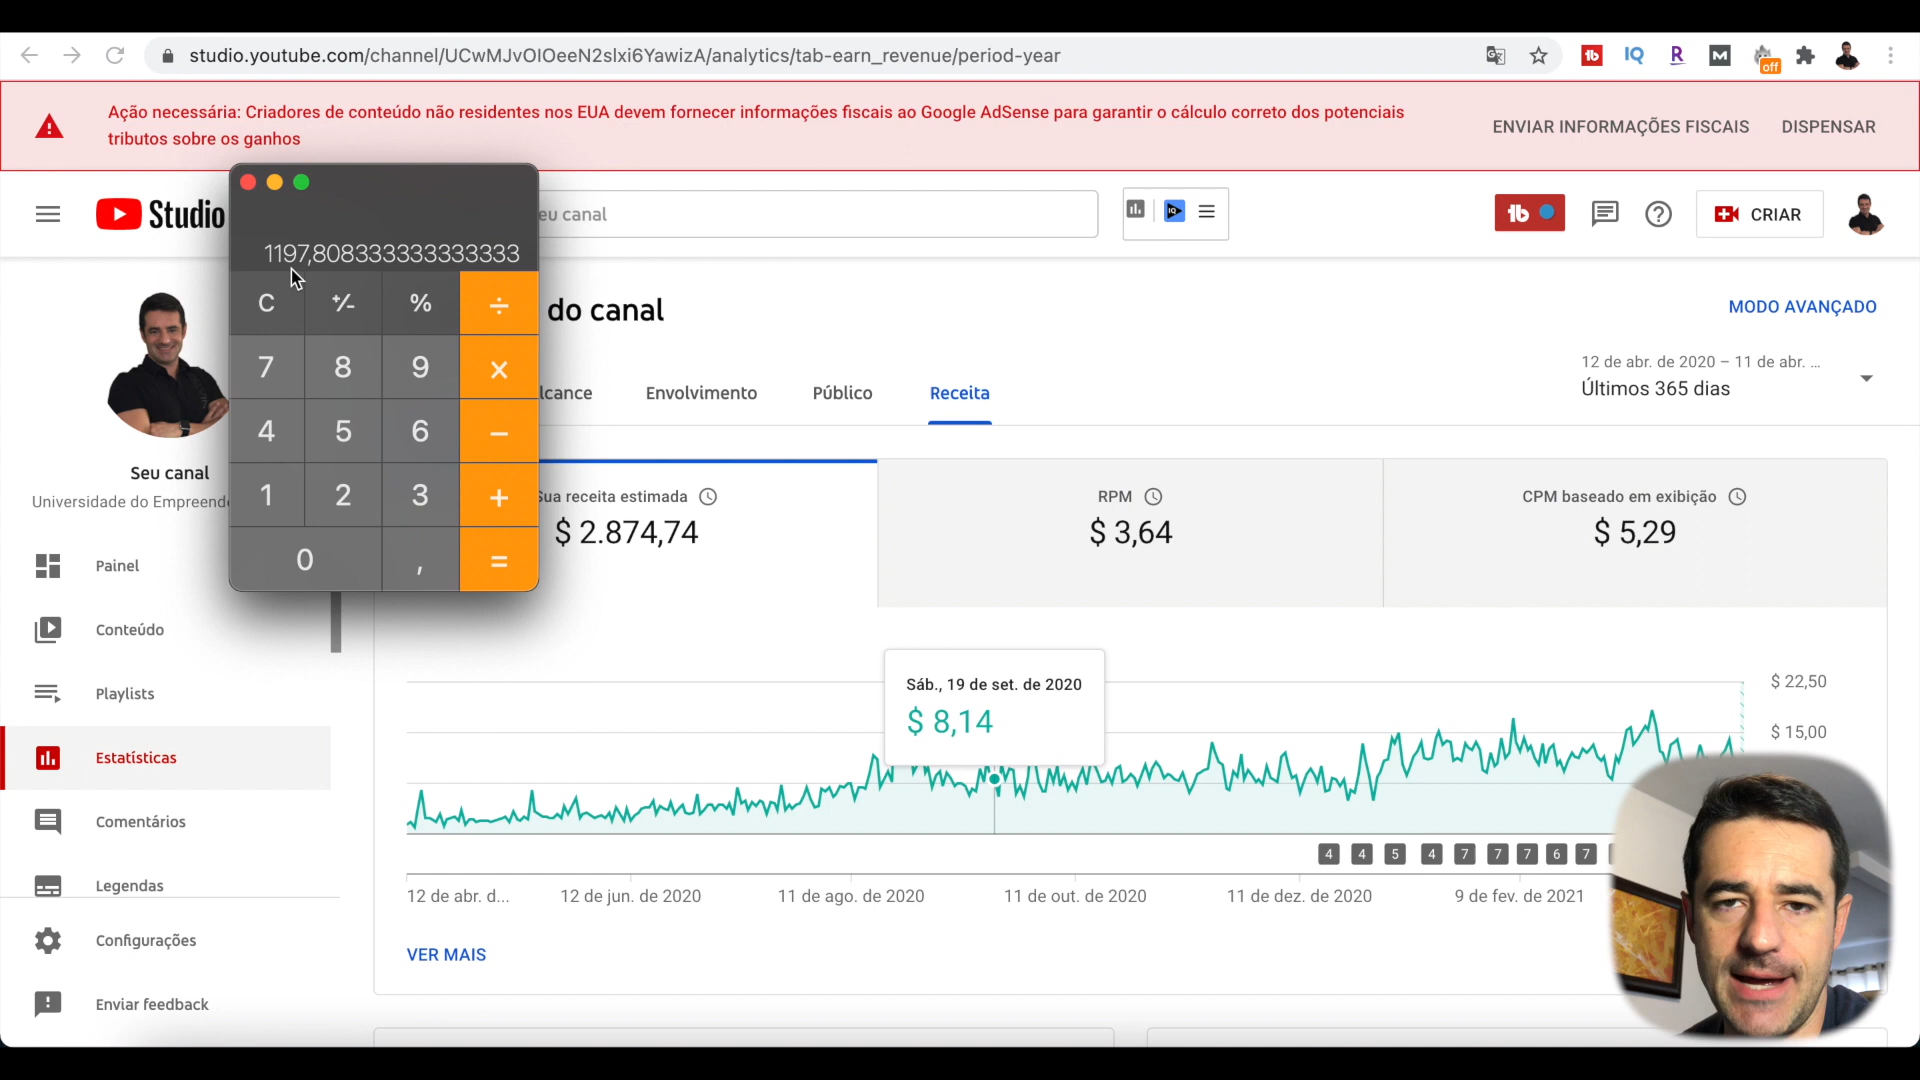 studio.youtube.com/channel/UCwMJvOIOeeN2slxi6YawizA/analytics/tab-earn_revenue/period-year
tb
IQ
R
M
off
Ação necessária: Criadores de conteúdo não residentes nos EUA devem fornecer informações fiscais ao Google AdSense para garantir o cálculo correto dos potenciais
tributos sobre os ganhos
ENVIAR INFORMAÇÕES FISCAIS
DISPENSAR
Studio
eu canal
IQ
tb
CRIAR
1197,808333333333333
C
+/-
%
÷
7
8
9
×
4
5
6
−
1
2
3
+
0
,
=
do canal
MODO AVANÇADO
12 de abr. de 2020 – 11 de abr. ...
Últimos 365 dias
lcance
Envolvimento
Público
Receita
Seu canal
Universidade do Empreend
Painel
Conteúdo
Playlists
Estatísticas
Comentários
Legendas
Configurações
Enviar feedback
Sua receita estimada
$ 2.874,74
RPM
$ 3,64
CPM baseado em exibição
$ 5,29
Sáb., 19 de set. de 2020
$ 8,14
$ 22,50
$ 15,00
4 4 5 4 7 7 7 6 7
12 de abr. d...
12 de jun. de 2020
11 de ago. de 2020
11 de out. de 2020
11 de dez. de 2020
9 de fev. de 2021
VER MAIS